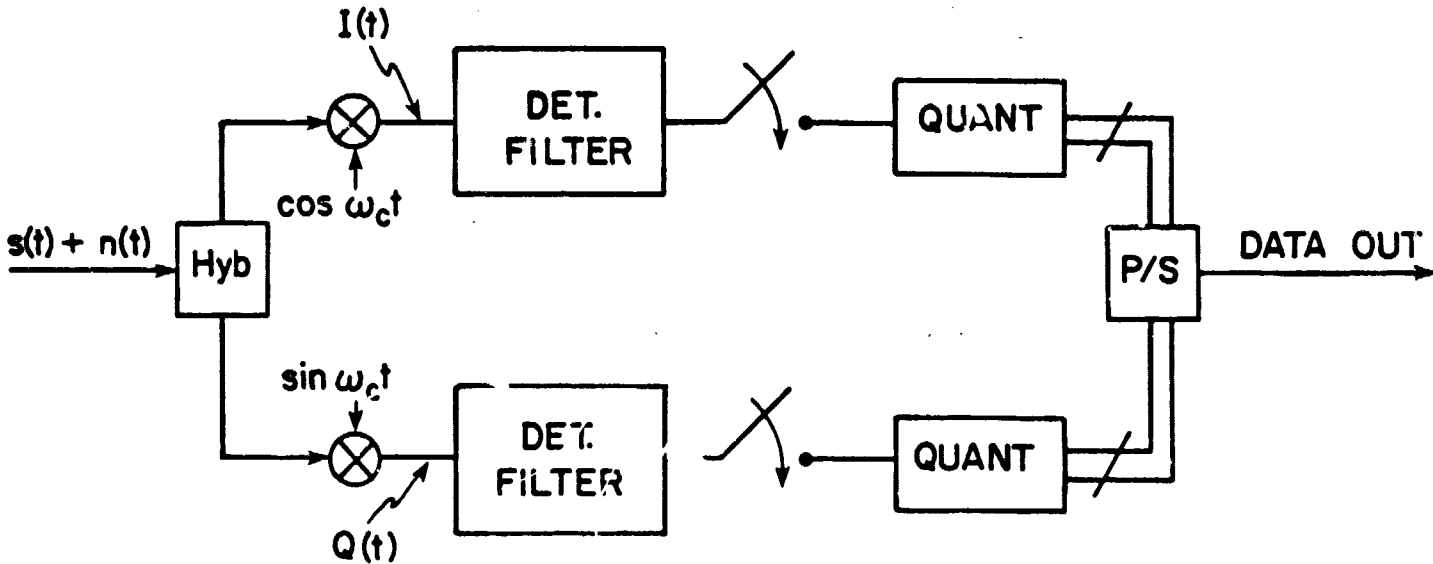 I(t)
DET.
FILTER
QUANT
cos ω_c t
s(t) + n(t)
Hyb
P/S
DATA OUT
sin ω_c t
DET.
FILTER
QUANT
Q(t)